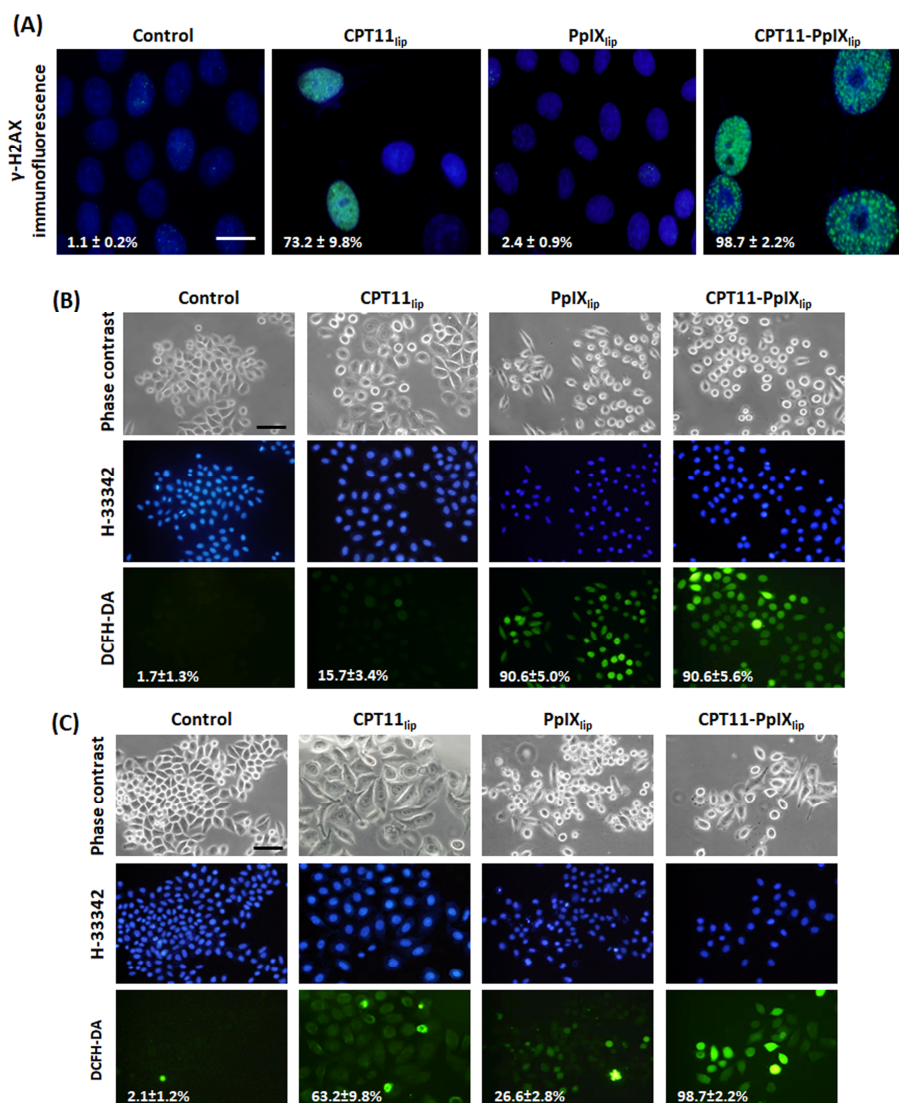 (A)
Control CPT11lip PpIXlip CPT11-PpIXlip
γ-H2AX
immunofluorescence
1.1 ± 0.2% 73.2 ± 9.8% 2.4 ± 0.9% 98.7 ± 2.2%
(B)
Control CPT11lip PpIXlip CPT11-PpIXlip
Phase contrast
H-33342
DCFH-DA
1.7±1.3% 15.7±3.4% 90.6±5.0% 90.6±5.6%
(C)
Control CPT11lip PpIXlip CPT11-PpIXlip
Phase contrast
H-33342
DCFH-DA
2.1±1.2% 63.2±9.8% 26.6±2.8% 98.7±2.2%